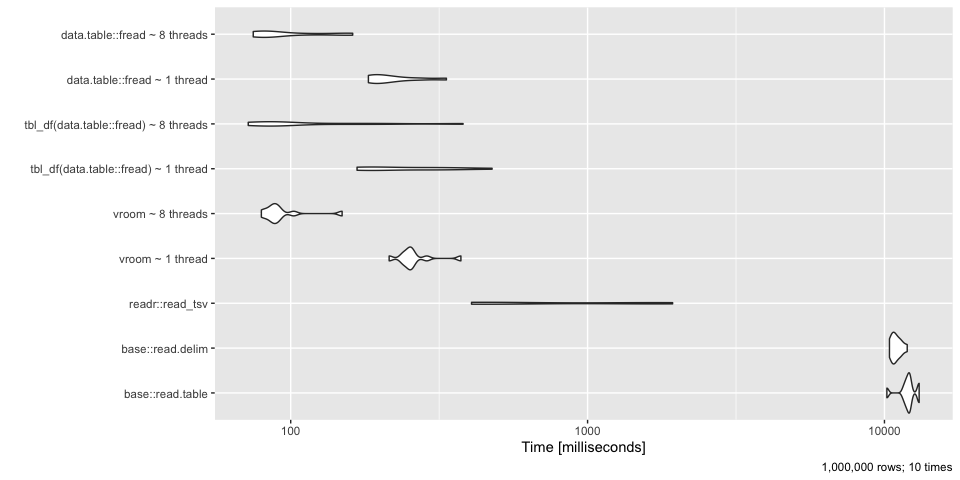 data.table::fread ~ 8 threads
data.table::fread ~ 1 thread
tbl_df(data.table::fread) ~ 8 threads
tbl_df(data.table::fread) ~ 1 thread
vroom ~ 8 threads
vroom ~ 1 thread
readr::read_tsv
base::read.delim
base::read.table
100 1000 10000
Time [milliseconds]
1,000,000 rows; 10 times